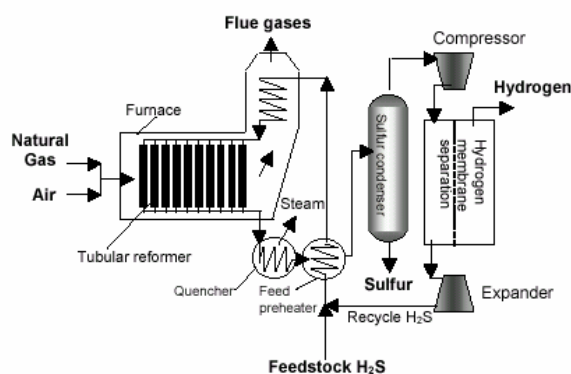 Flue gases
Compressor
Furnace
Hydrogen
Natural
Gas
Air
Sulfur condenser
Hydrogen
membrane
separation
Steam
Tubular reformer
Quencher
Feed
preheater
Sulfur
Expander
Recycle H₂S
Feedstock H₂S